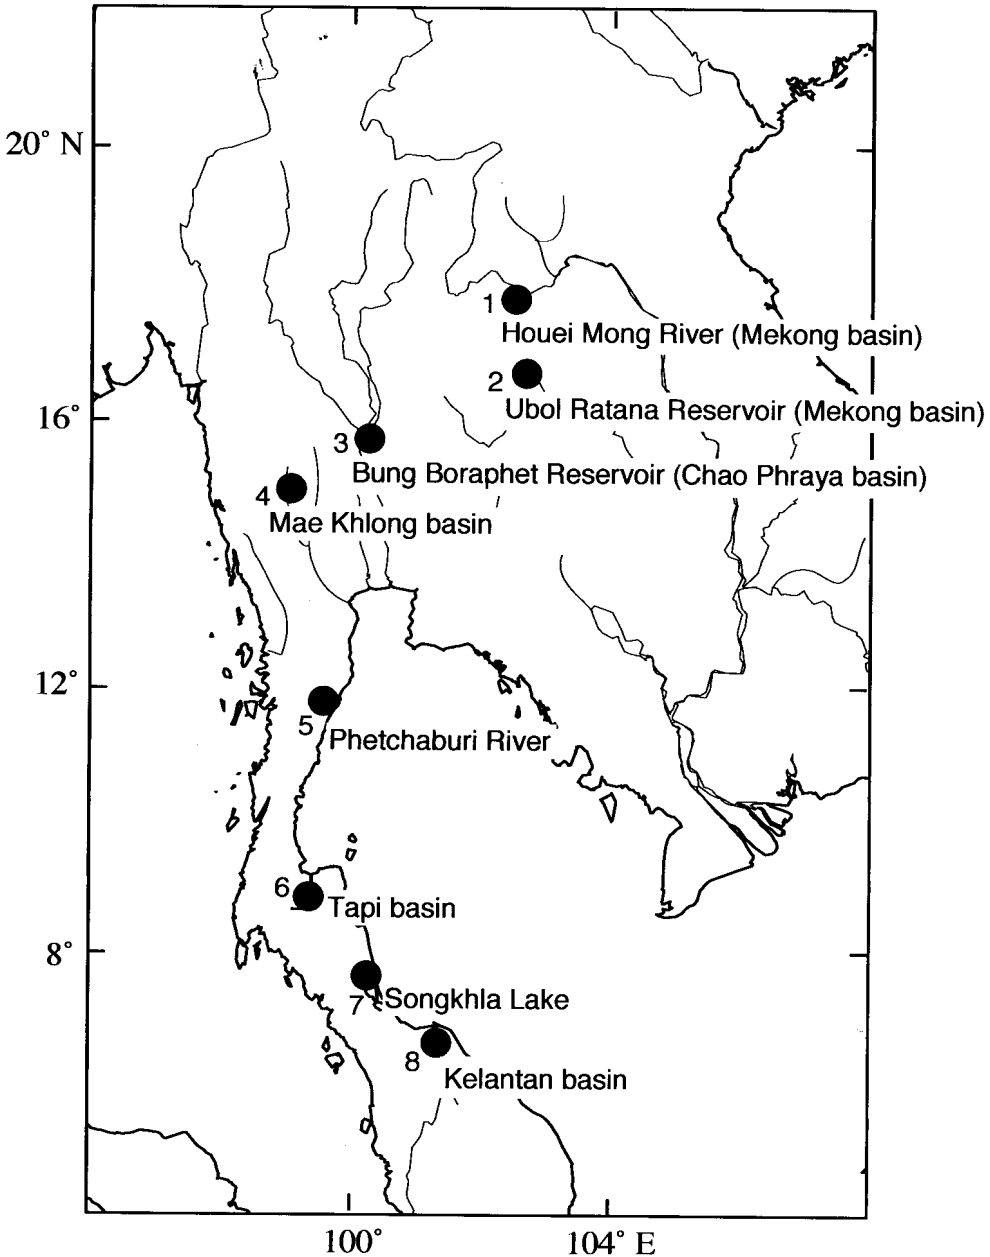 20° N
1
Houei Mong River (Mekong basin)
2
Ubol Ratana Reservoir (Mekong basin)
16°
3
Bung Boraphet Reservoir (Chao Phraya basin)
4
Mae Khlong basin
12°
5
Phetchaburi River
6
Tapi basin
8°
7
Songkhla Lake
8
Kelantan basin
100°
104° E